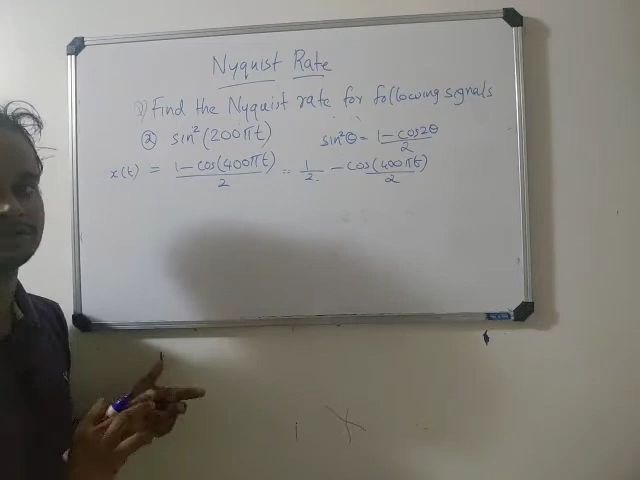 Nyquist Rate
Find the Nyquist rate for following signals
② sin²(200πt) sin²θ = 1 - cos2θ / 2
x(t) = 1 - cos(400πt) / 2 = 1/2 - cos(400πt) / 2